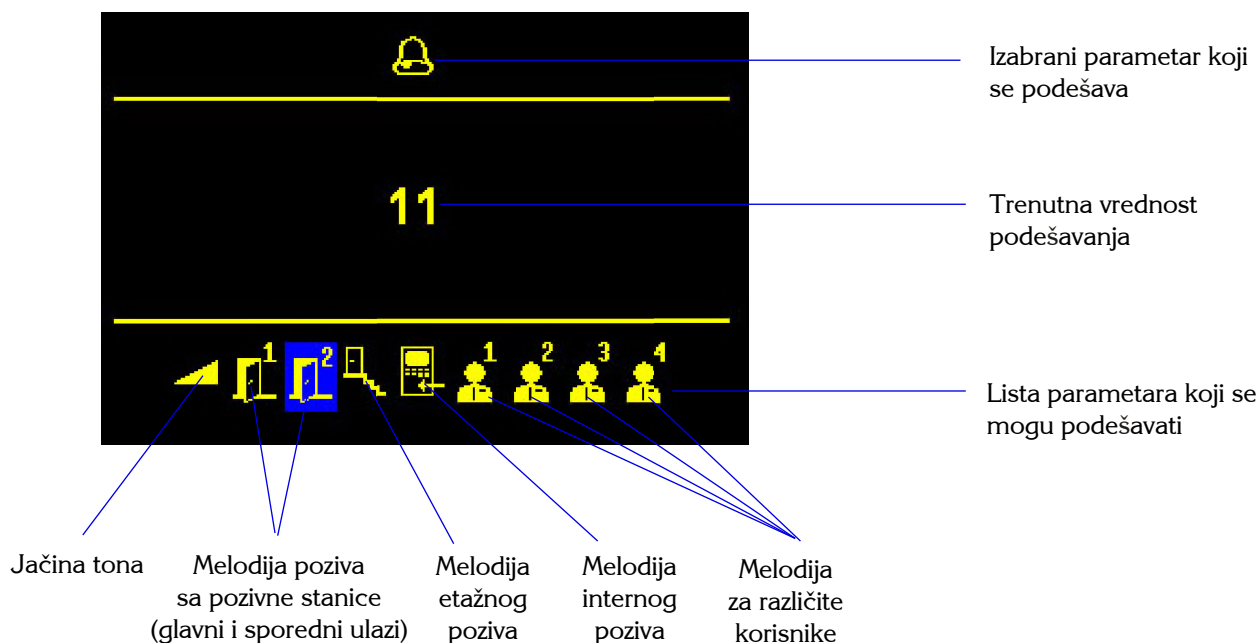 Izabrani parametar koji
se podešava
11
Trenutna vrednost
podešavanja
1 2 1 2 3 4
Lista parametara koji se
mogu podešavati
Jačina tona
Melodija poziva
sa pozivne stanice
(glavni i sporedni ulazi)
Melodija
etažnog
poziva
Melodija
internog
poziva
Melodija
za različite
korisnike